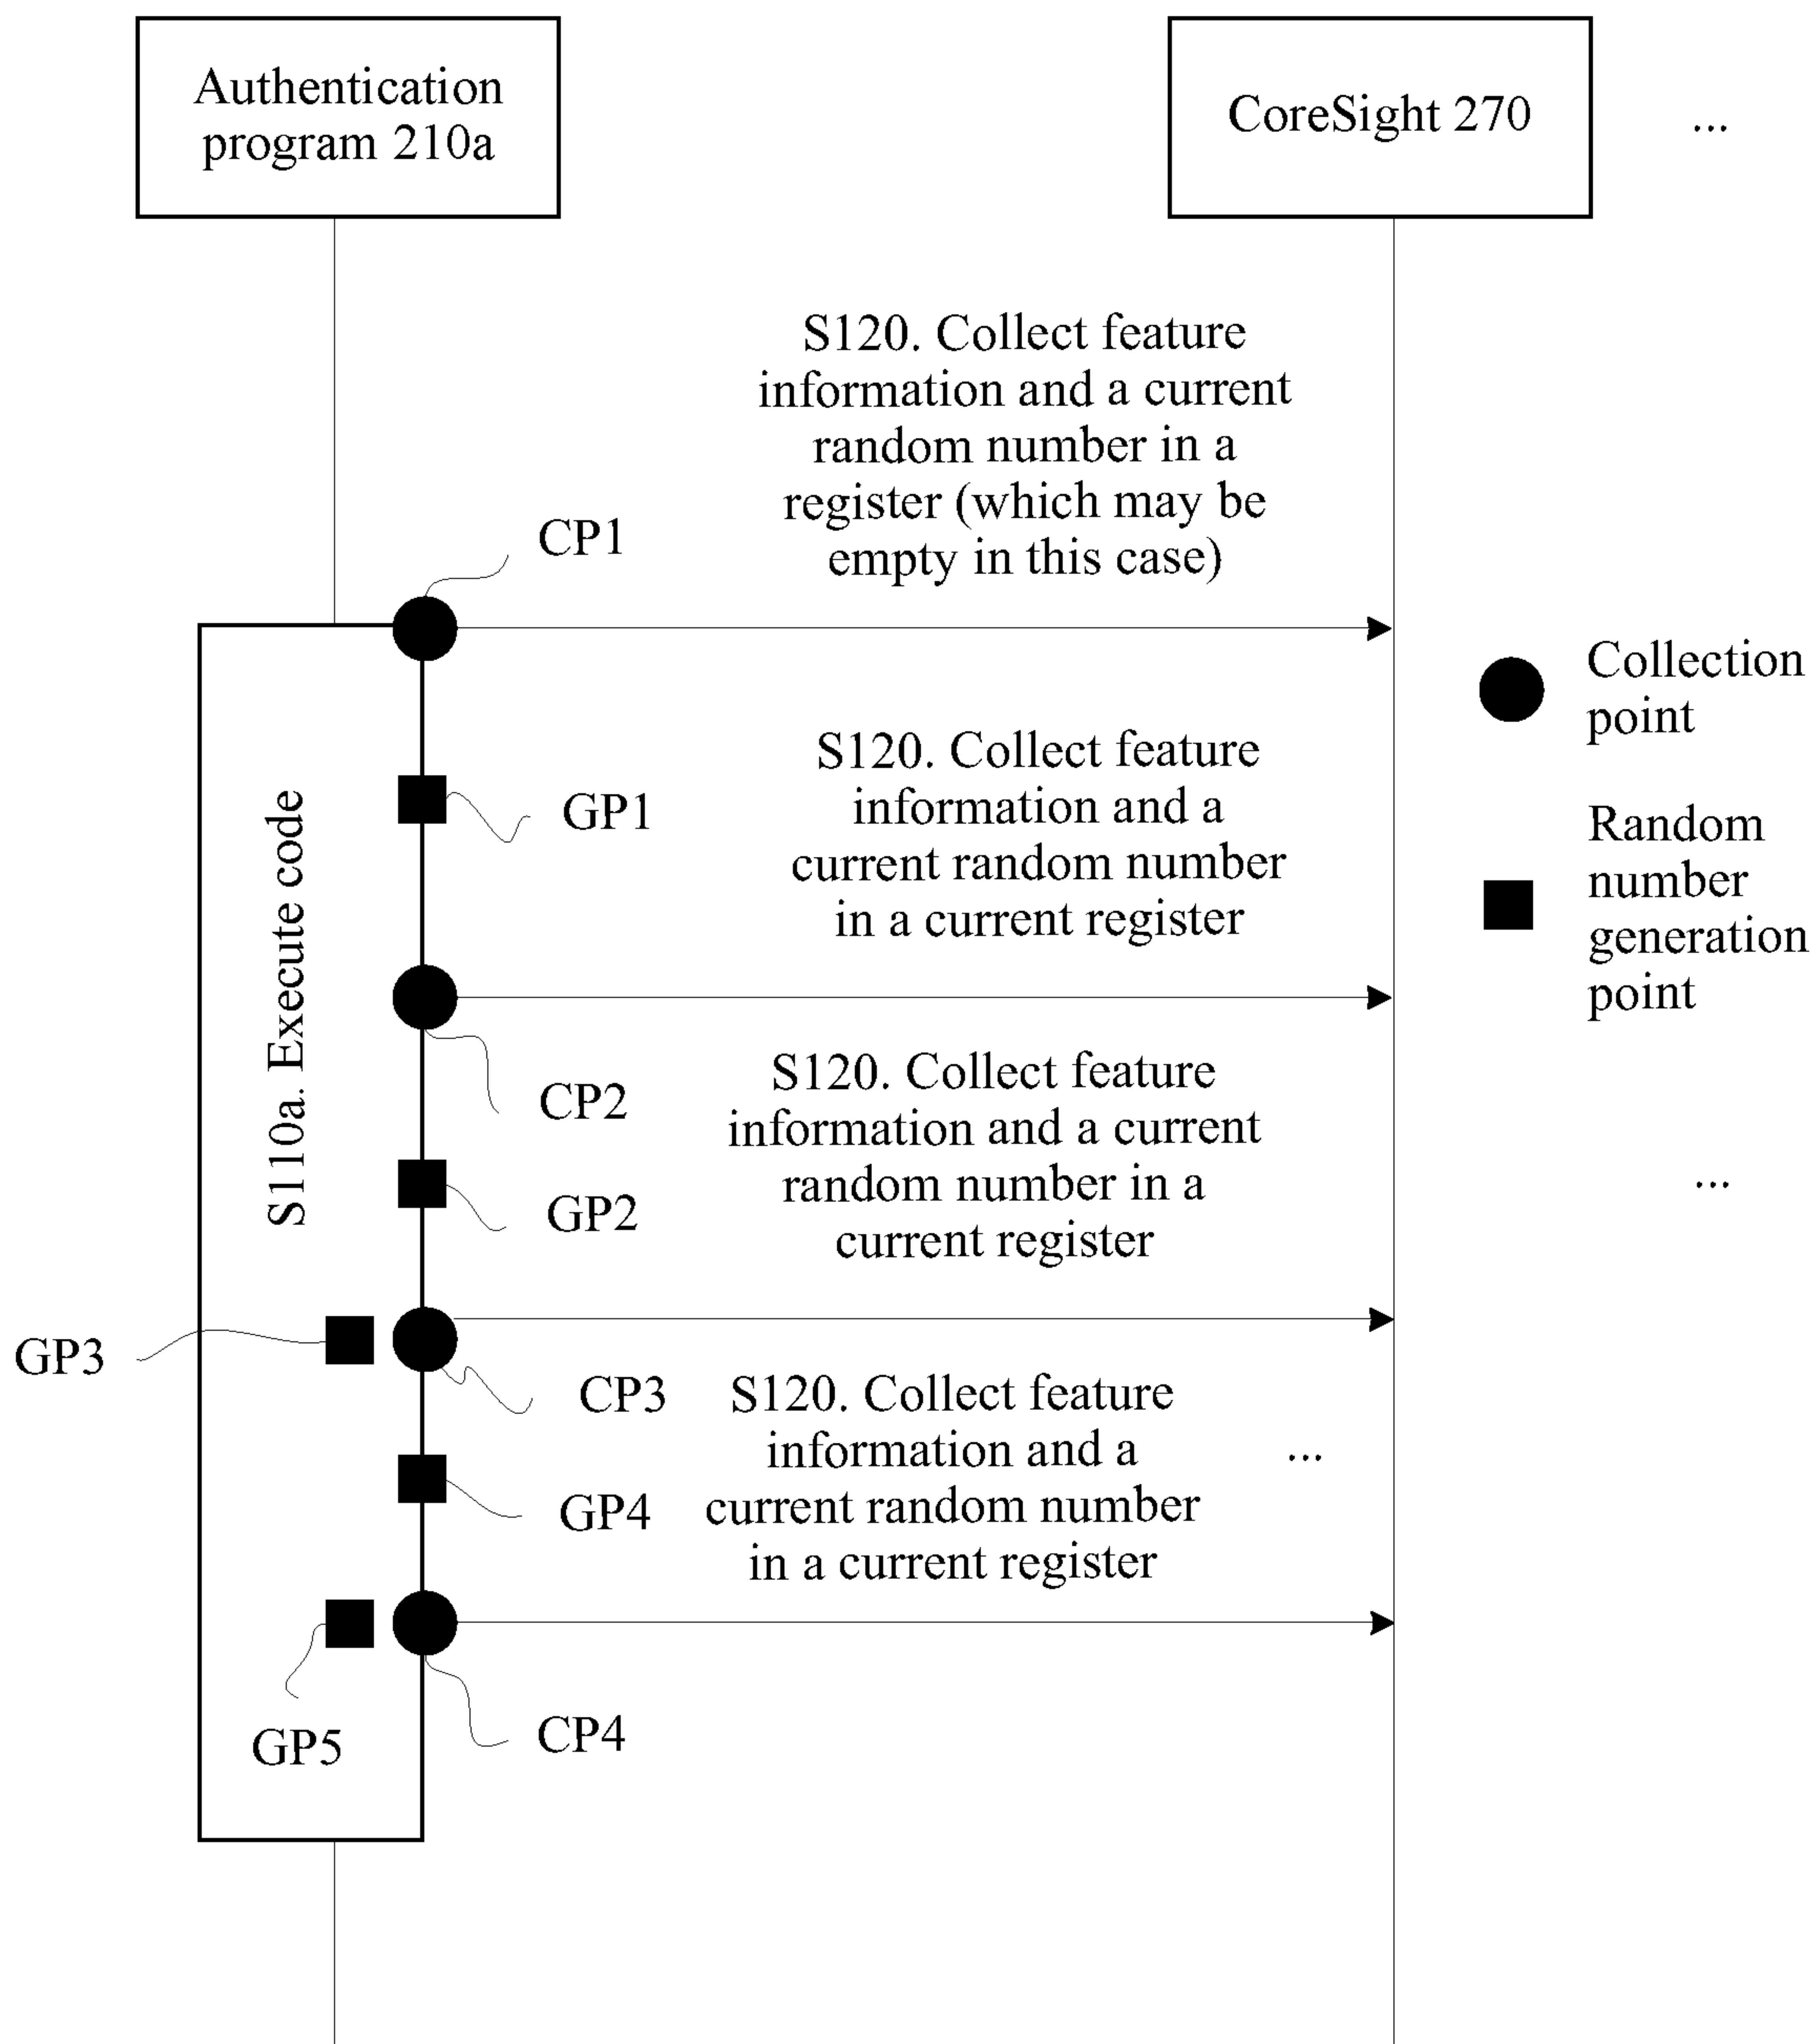 Authentication
program 210a
CoreSight 270
...
S120. Collect feature
information and a current
random number in a
register (which may be
empty in this case)
CP1
Collection
point
S120. Collect feature
information and a
current random number
in a current register
GP1
S110a. Execute code
Random
number
generation
point
CP2
S120. Collect feature
information and a current
random number in a
current register
GP2
...
GP3
CP3
S120. Collect feature
information and a
current random number
in a current register
...
GP4
GP5
CP4